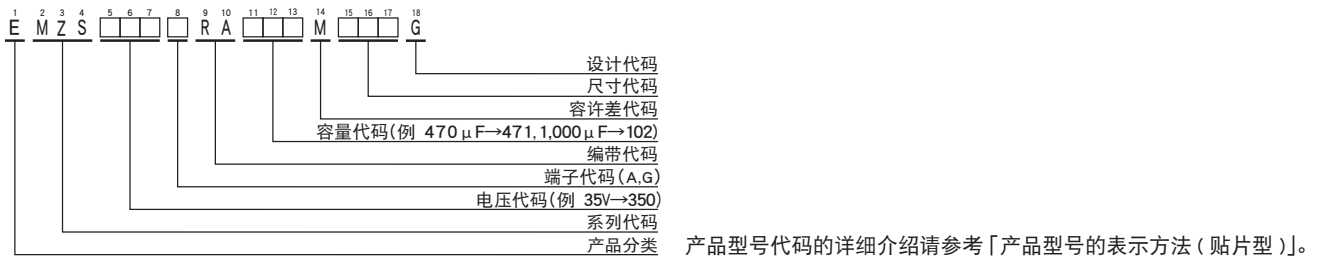 1 2 3 4 5 6 7 8 9 10 11 12 13 14 15 16 17 18
E M Z S □□□ □ R A □□□ M □□□ G
设计代码
尺寸代码
容许差代码
容量代码(例 470μF→471,1,000μF→102)
编带代码
端子代码(A,G)
电压代码(例 35V→350)
系列代码
产品分类
产品型号代码的详细介绍请参考「产品型号的表示方法(贴片型)」。